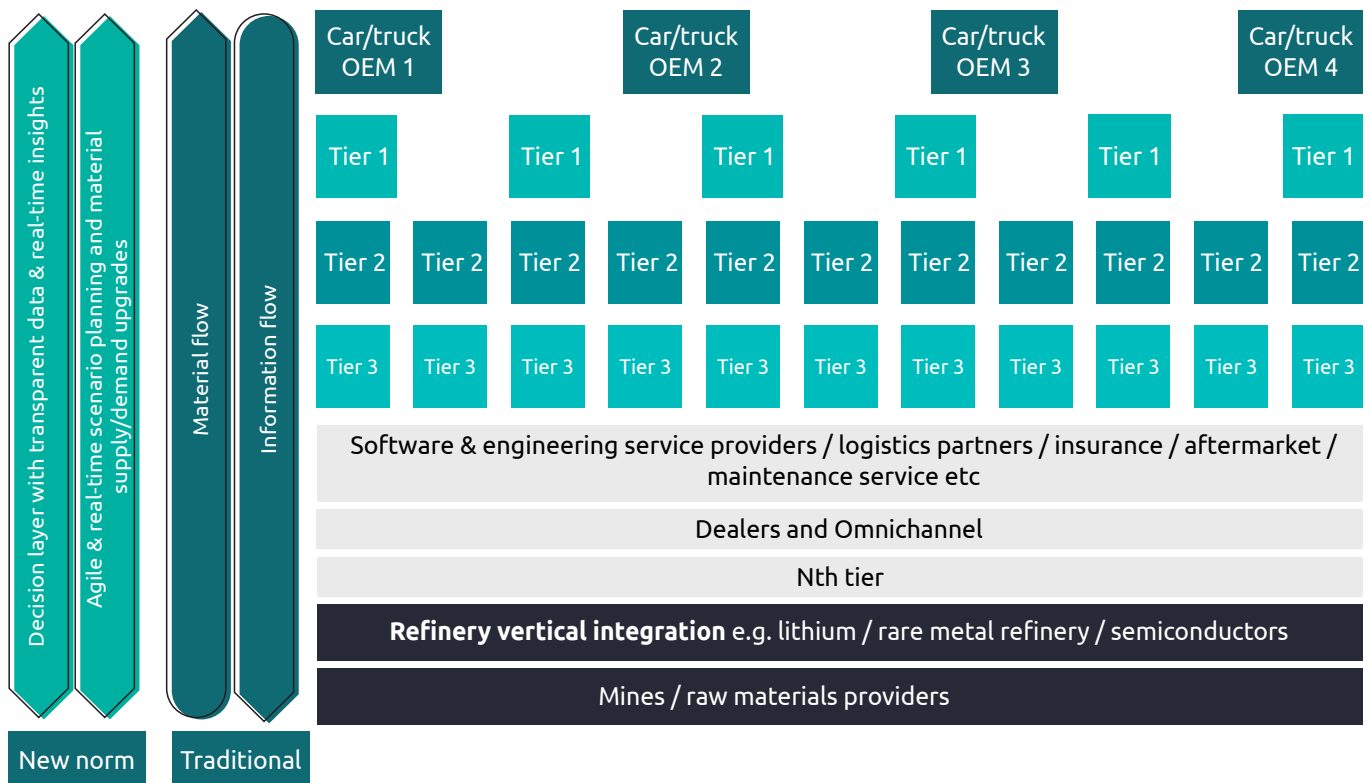 Decision layer with transparent data & real-time insights
Agile & real-time scenario planning and material
supply/demand upgrades
Material flow
Information flow
New norm
Traditional
Car/truck
OEM 1
Car/truck
OEM 2
Car/truck
OEM 3
Car/truck
OEM 4
Tier 1
Tier 1
Tier 1
Tier 1
Tier 1
Tier 1
Tier 2
Tier 2
Tier 2
Tier 2
Tier 2
Tier 2
Tier 2
Tier 2
Tier 2
Tier 2
Tier 2
Tier 3
Tier 3
Tier 3
Tier 3
Tier 3
Tier 3
Tier 3
Tier 3
Tier 3
Tier 3
Tier 3
Software & engineering service providers / logistics partners / insurance / aftermarket /
maintenance service etc
Dealers and Omnichannel
Nth tier
Refinery vertical integration e.g. lithium / rare metal refinery / semiconductors
Mines / raw materials providers